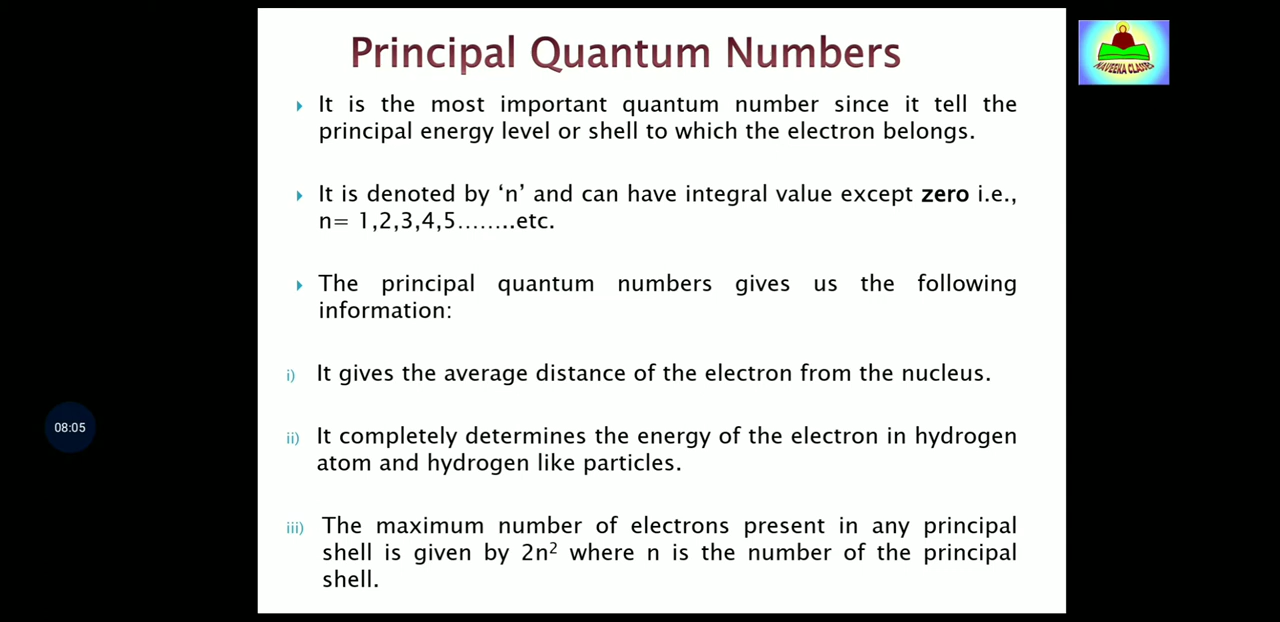 Principal Quantum Numbers
It is the most important quantum number since it tell the
principal energy level or shell to which the electron belongs.
It is denoted by ‘n’ and can have integral value except zero i.e.,
n= 1,2,3,4,5……..etc.
The principal quantum numbers gives us the following
information:
i) It gives the average distance of the electron from the nucleus.
ii) It completely determines the energy of the electron in hydrogen
atom and hydrogen like particles.
iii) The maximum number of electrons present in any principal
shell is given by 2n² where n is the number of the principal
shell.
08:05
NAVEEKA CLASSES